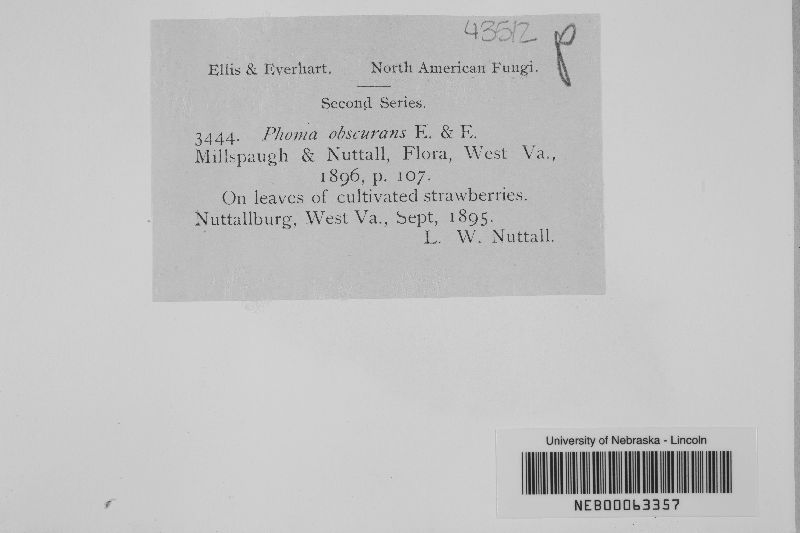 43512 p
Ellis & Everhart. North American Fungi.
Second Series.
3444. Phoma obscurans E. & E.
Millspaugh & Nuttall, Flora, West Va.,
1896, p. 107.
On leaves of cultivated strawberries.
Nuttallburg, West Va., Sept, 1895.
L. W. Nuttall.
University of Nebraska - Lincoln
NEB00063357